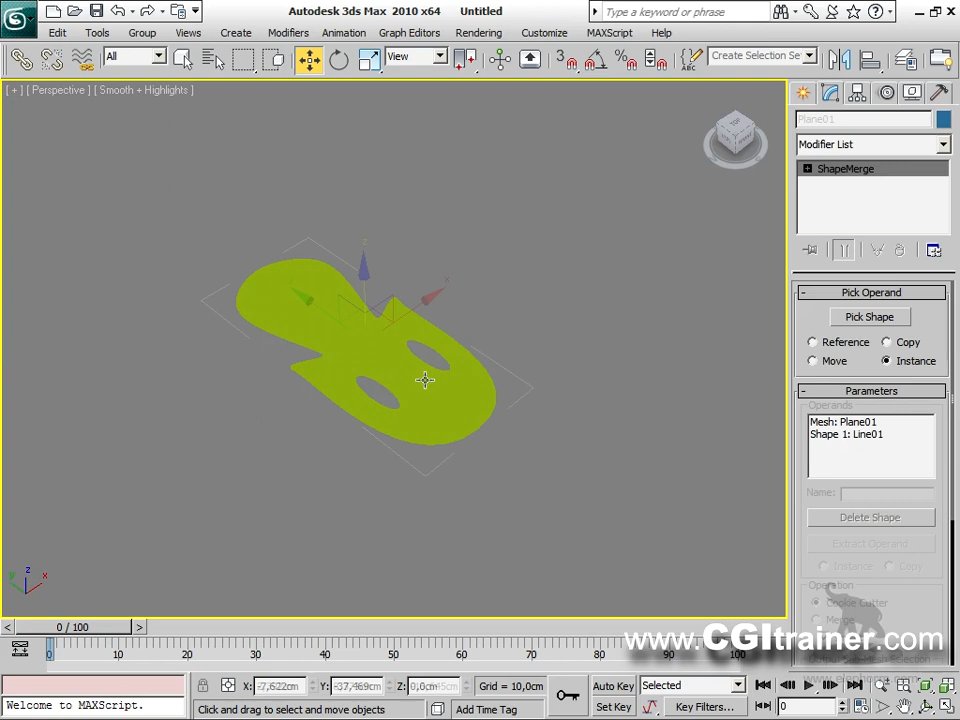 Autodesk 3ds Max 2010 x64 Untitled
Type a keyword or phrase
Edit Tools Group Views Create Modifiers Animation Graph Editors Rendering Customize MAXScript Help
All View Create Selection Se
[ + ] [ Perspective ] [ Smooth + Highlights ]
Plane01
Modifier List
ShapeMerge
Pick Operand
Pick Shape
Reference Copy
Move Instance
Parameters
Operands
Mesh: Plane01
Shape 1: Line01
Name:
Delete Shape
Extract Operand
Instance Copy
Operation
Cookie Cutter
Merge
0 / 100
0 10 20 30 40 50 60 70 80 90 100
www.CGItrainer.com
X: -7,622cm Y: -37,469cm Z: Grid = 10,0cm
Auto Key Selected
Welcome to MAXScript.
Click and drag to select and move objects
Add Time Tag
Set Key Key Filters... 0